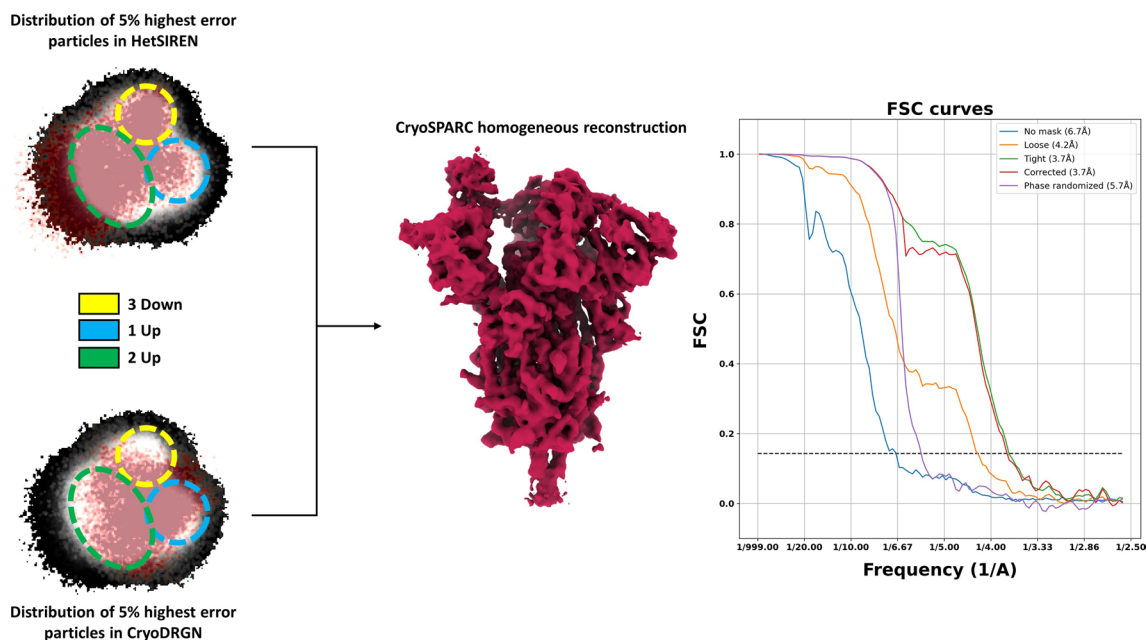 Distribution of 5% highest error
particles in HetSIREN
3 Down
1 Up
2 Up
Distribution of 5% highest error
particles in CryoDRGN
CryoSPARC homogeneous reconstruction
FSC curves
No mask (6.7Å)
Loose (4.2Å)
Tight (3.7Å)
Corrected (3.7Å)
Phase randomized (5.7Å)
FSC
1.0
0.8
0.6
0.4
0.2
0.0
1/999.00 1/20.00 1/10.00 1/6.67 1/5.00 1/4.00 1/3.33 1/2.86 1/2.50
Frequency (1/A)